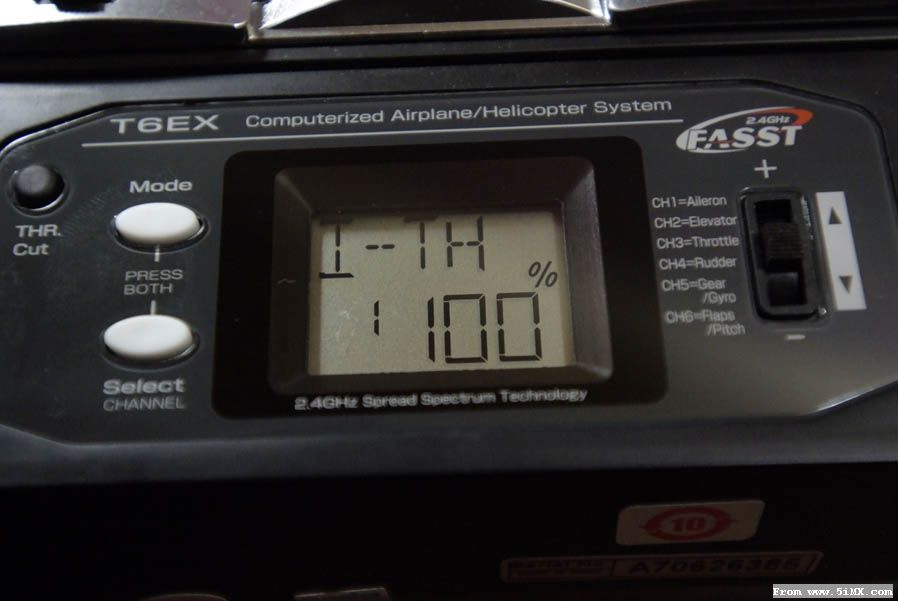 T6EX Computerized Airplane/Helicopter System
2.4GHz
FASST
THR.
Cut
Mode
PRESS
BOTH
Select
CHANNEL
I-TH
%
1 100
2.4GHz Spread Spectrum Technology
+
CH1=Aileron
CH2=Elevator
CH3=Throttle
CH4=Rudder
CH5=Gear
/Gyro
CH6=Flaps
/Pitch
−
10
A70626385
From www.5iMX.com